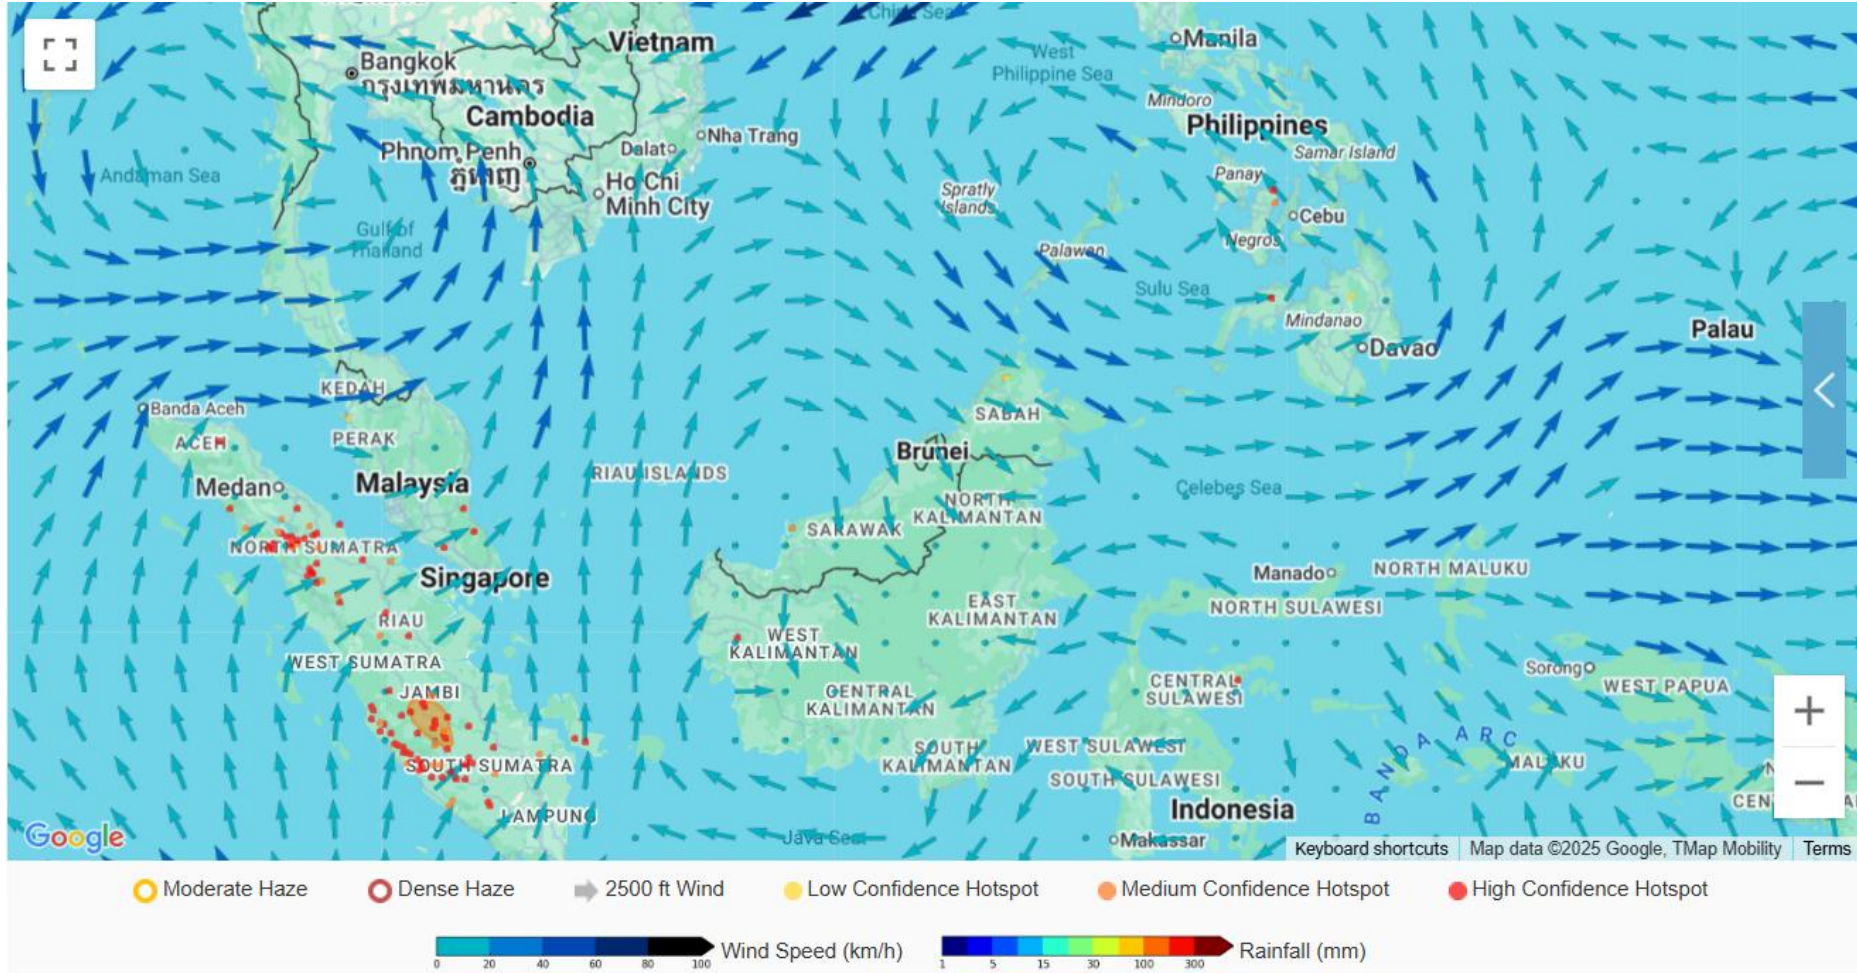 China Sea
Vietnam
Manila
West
Philippine Sea
Bangkok
กรุงเทพมหานคร
Mindoro
Cambodia
Philippines
Nha Trang
Dalat
Phnom Penh
ភ្នំពេញ
Samar Island
Andaman Sea
Panay
Ho Chi
Minh City
Spratly
Islands
Cebu
Gulf of
Thailand
Negros
Palawan
Sulu Sea
Mindanao
Palau
Davao
KEDAH
Banda Aceh
SABAH
ACEH
PERAK
Brunei
Malaysia
RIAU ISLANDS
Medan
Celebes Sea
NORTH
KALIMANTAN
SARAWAK
NORTH SUMATRA
Singapore
Manado
NORTH MALUKU
EAST
KALIMANTAN
NORTH SULAWESI
RIAU
WEST
KALIMANTAN
WEST SUMATRA
Sorong
JAMBI
CENTRAL
KALIMANTAN
CENTRAL
SULAWESI
WEST PAPUA
BANDA ARC
SOUTH
KALIMANTAN
WEST SULAWESI
SOUTH SUMATRA
SOUTH SULAWESI
MALUKU
N
CEN
LAMPUNG
Indonesia
Google
Java Sea
Makassar
Keyboard shortcuts
Map data ©2025 Google, TMap Mobility
Terms
Moderate Haze
Dense Haze
2500 ft Wind
Low Confidence Hotspot
Medium Confidence Hotspot
High Confidence Hotspot
0 20 40 60 80 100
Wind Speed (km/h)
1 5 15 30 100 300
Rainfall (mm)